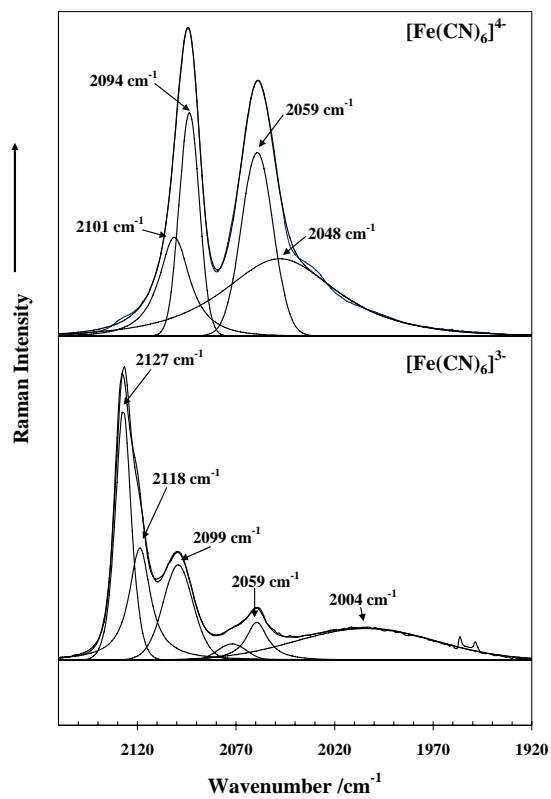 [Fe(CN)₆]⁴⁻
2094 cm⁻¹
2059 cm⁻¹
2101 cm⁻¹
2048 cm⁻¹
Raman Intensity
[Fe(CN)₆]³⁻
2127 cm⁻¹
2118 cm⁻¹
2099 cm⁻¹
2059 cm⁻¹
2004 cm⁻¹
2120 2070 2020 1970 1920
Wavenumber /cm⁻¹